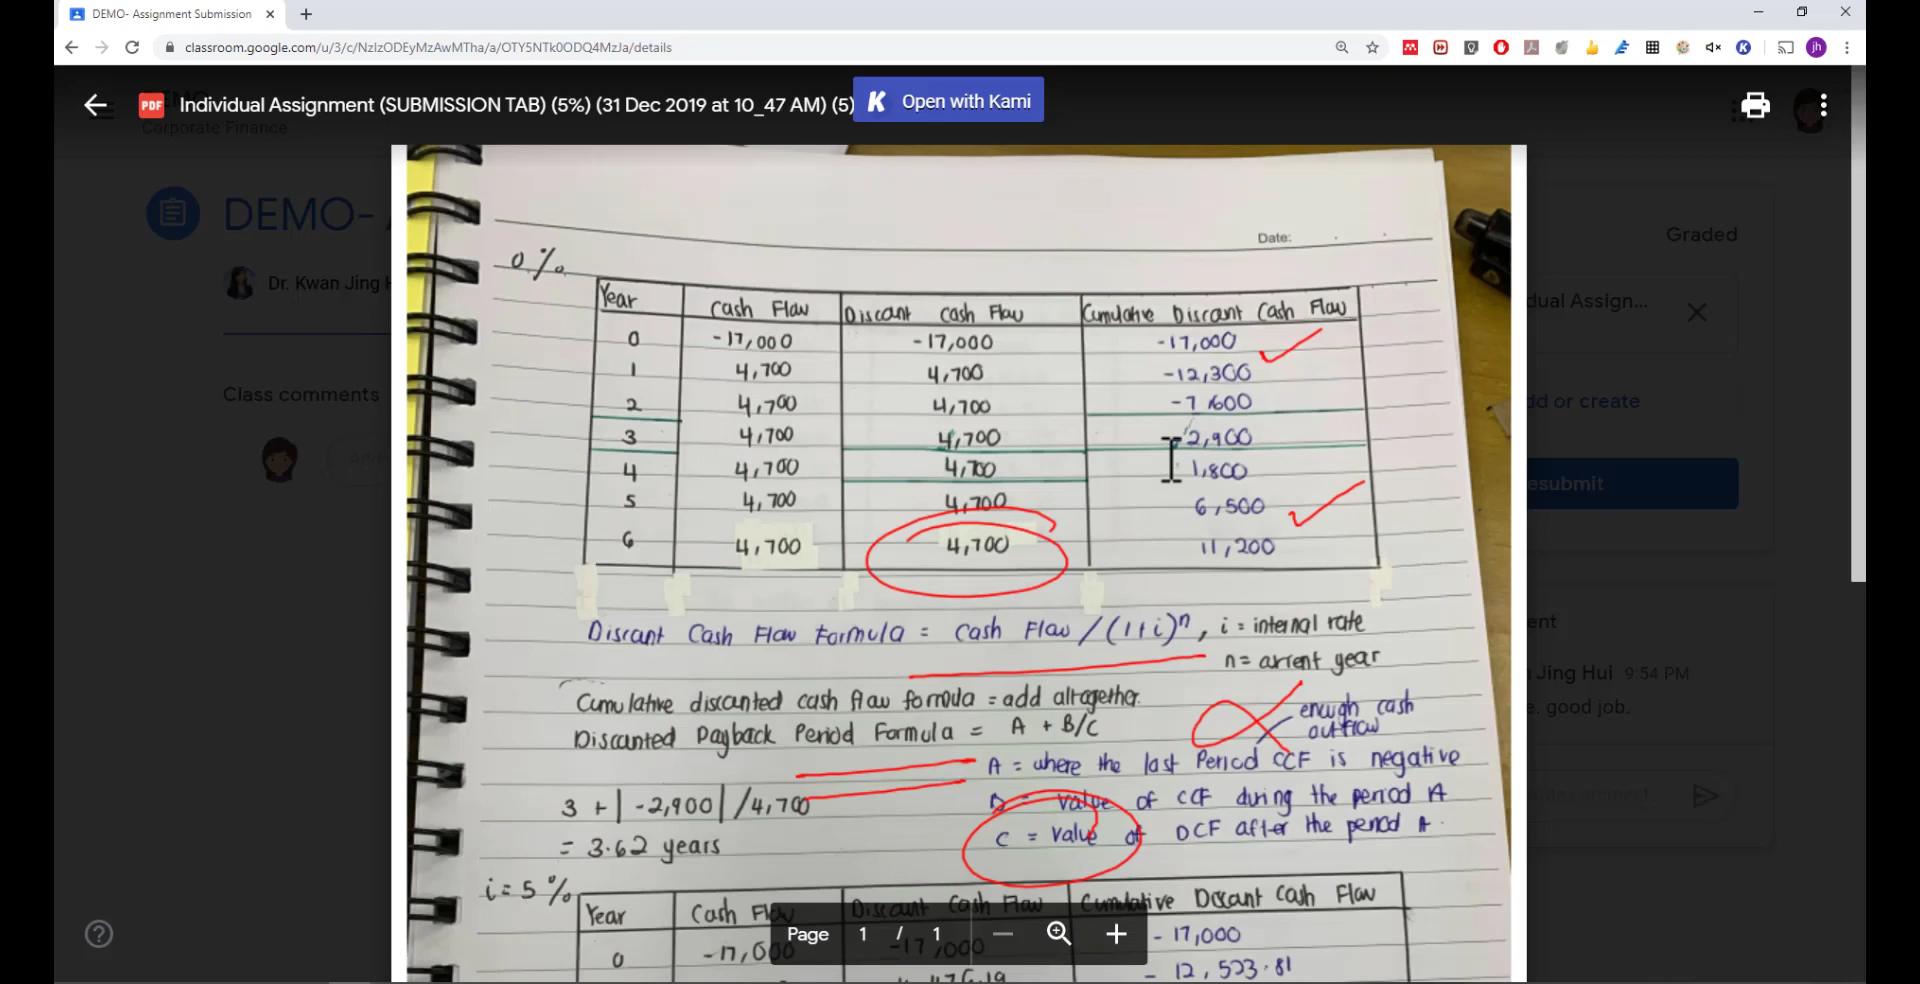 DEMO- Assignment Submission
classroom.google.com/u/3/c/NzIzODEyMzAwMTha/a/OTY5NTk0ODQ4MzJa/details
jh
PDF Individual Assignment (SUBMISSION TAB) (5%) (31 Dec 2019 at 10_47 AM) (5)
K Open with Kami
Corporate Finance
DEMO-
Graded
Dr. Kwan Jing H
dual Assign...
Class comments
dd or create
esubmit
ent
Jing Hui 9:54 PM
, good job.
Date:
0%
Year Cash Flow Discount Cash Flow Cumulative Discount Cash Flow
0 -17,000 -17,000 -17,000
1 4,700 4,700 -12,300
2 4,700 4,700 -7,600
3 4,700 4,700 -2,900
4 4,700 4,700 1,800
5 4,700 4,700 6,500
6 4,700 4,700 11,200
Discount Cash Flow Formula = Cash Flow / (1+i)^n, i = internal rate
n = current year
Cumulative discounted cash flow formula = add altogether.
Discounted Payback Period Formula = A + B/C
enough cash
outflow
A = where the last Period CCF is negative
B = value of CCF during the period A
C = value of DCF after the period A.
3 + |-2,900| / 4,700
= 3.62 years
i = 5%
Year Cash Flow Discount Cash Flow Cumulative Discount Cash Flow
0 -17,000 -17,000 -17,000
-12,523.81
Page 1 / 1